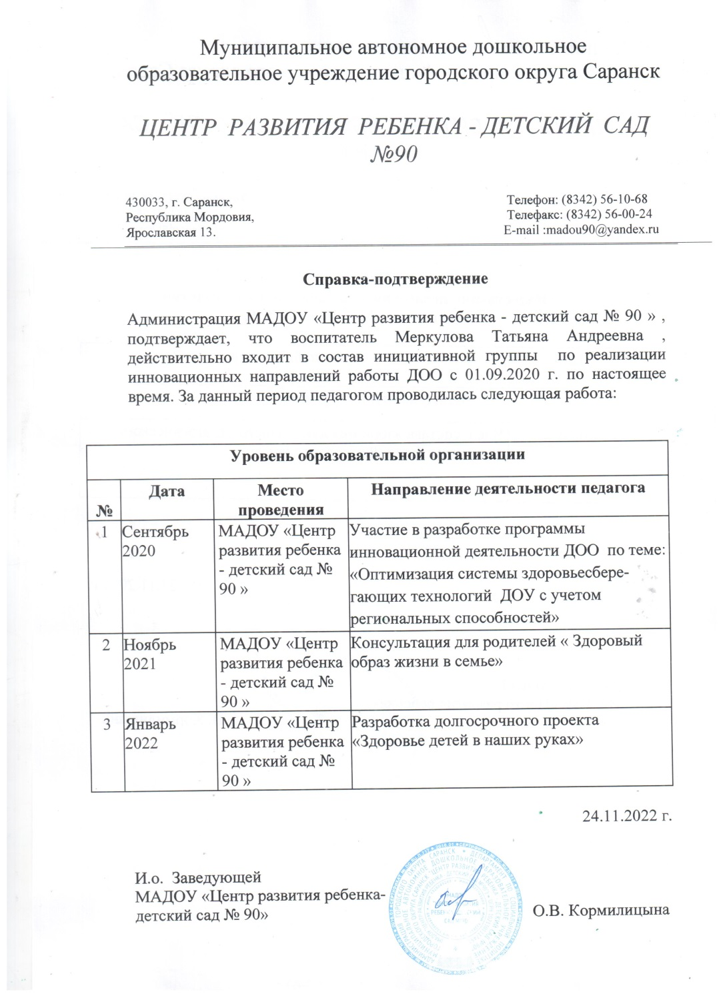 Муниципальное автономное дошкольное
образовательное учреждение городского округа Саранск
ЦЕНТР РАЗВИТИЯ РЕБЕНКА - ДЕТСКИЙ САД
№90
430033, г. Саранск,
Республика Мордовия,
Ярославская 13.
Телефон: (8342) 56-10-68
Телефакс: (8342) 56-00-24
E-mail :madou90@yandex.ru
Справка-подтверждение
Администрация МАДОУ «Центр развития ребенка - детский сад № 90 » ,
подтверждает, что воспитатель Меркулова Татьяна Андреевна ,
действительно входит в состав инициативной группы по реализации
инновационных направлений работы ДОО с 01.09.2020 г. по настоящее
время. За данный период педагогом проводилась следующая работа:
Уровень образовательной организации
№
Дата
Место
проведения
Направление деятельности педагога
1
Сентябрь
2020
МАДОУ «Центр
развития ребенка
- детский сад №
90 »
Участие в разработке программы
инновационной деятельности ДОО по теме:
«Оптимизация системы здоровьесбере-
гающих технологий ДОУ с учетом
региональных способностей»
2
Ноябрь
2021
МАДОУ «Центр
развития ребенка
- детский сад №
90 »
Консультация для родителей « Здоровый
образ жизни в семье»
3
Январь
2022
МАДОУ «Центр
развития ребенка
- детский сад №
90 »
Разработка долгосрочного проекта
«Здоровье детей в наших руках»
24.11.2022 г.
И.о. Заведующей
МАДОУ «Центр развития ребенка-
детский сад № 90»
О.В. Кормилицына